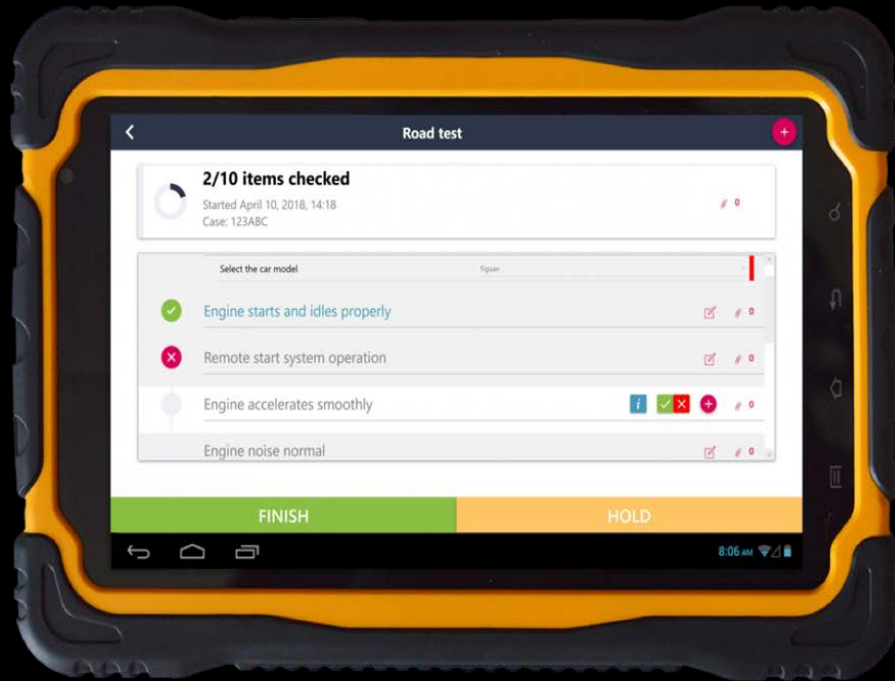 Road test
2/10 items checked
Started April 10, 2018, 14:18
0
Case: 123ABC
Select the car model Tiguan
Engine starts and idles properly 0
Remote start system operation 0
Engine accelerates smoothly i 0
Engine noise normal 0
FINISH HOLD
8:06 AM